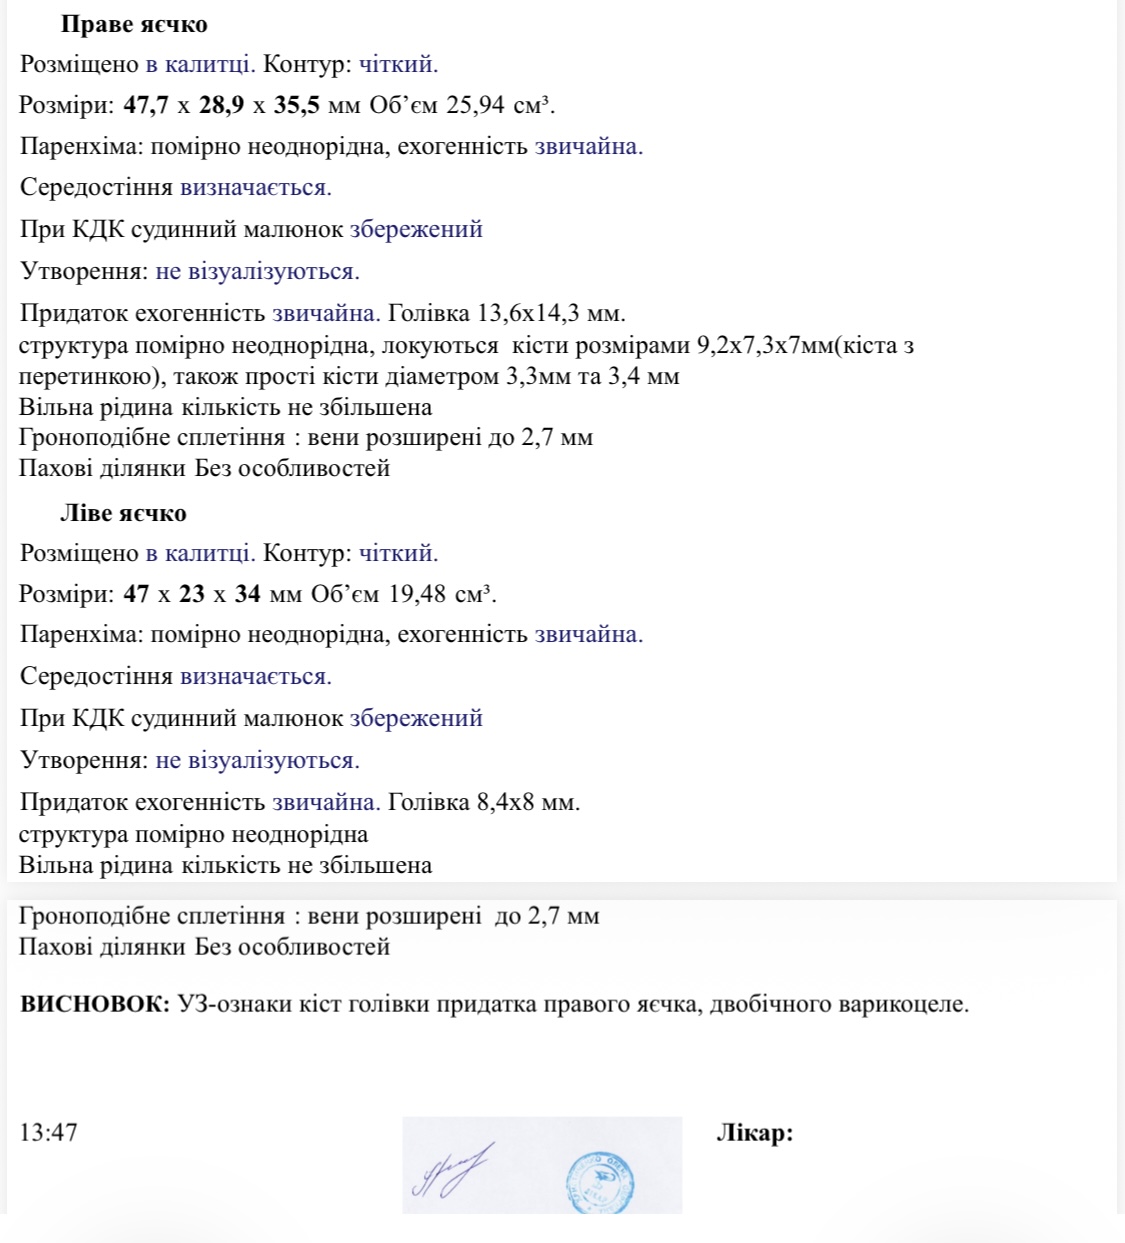 Праве яєчко
Розміщено в калитці. Контур: чіткий.
Розміри: 47,7 х 28,9 х 35,5 мм Об’єм 25,94 см³.
Паренхіма: помірно неоднорідна, ехогенність звичайна.
Середостіння визначається.
При КДК судинний малюнок збережений
Утворення: не візуалізуються.
Придаток ехогенність звичайна. Голівка 13,6х14,3 мм.
структура помірно неоднорідна, локуються кісти розмірами 9,2х7,3х7мм(кіста з
перетинкою), також прості кісти діаметром 3,3мм та 3,4 мм
Вільна рідина кількість не збільшена
Гроноподібне сплетіння : вени розширені до 2,7 мм
Пахові ділянки Без особливостей
Ліве яєчко
Розміщено в калитці. Контур: чіткий.
Розміри: 47 х 23 х 34 мм Об’єм 19,48 см³.
Паренхіма: помірно неоднорідна, ехогенність звичайна.
Середостіння визначається.
При КДК судинний малюнок збережений
Утворення: не візуалізуються.
Придаток ехогенність звичайна. Голівка 8,4х8 мм.
структура помірно неоднорідна
Вільна рідина кількість не збільшена
Гроноподібне сплетіння : вени розширені до 2,7 мм
Пахові ділянки Без особливостей
ВИСНОВОК: УЗ-ознаки кіст голівки придатка правого яєчка, двобічного варикоцеле.
13:47
Лікар: